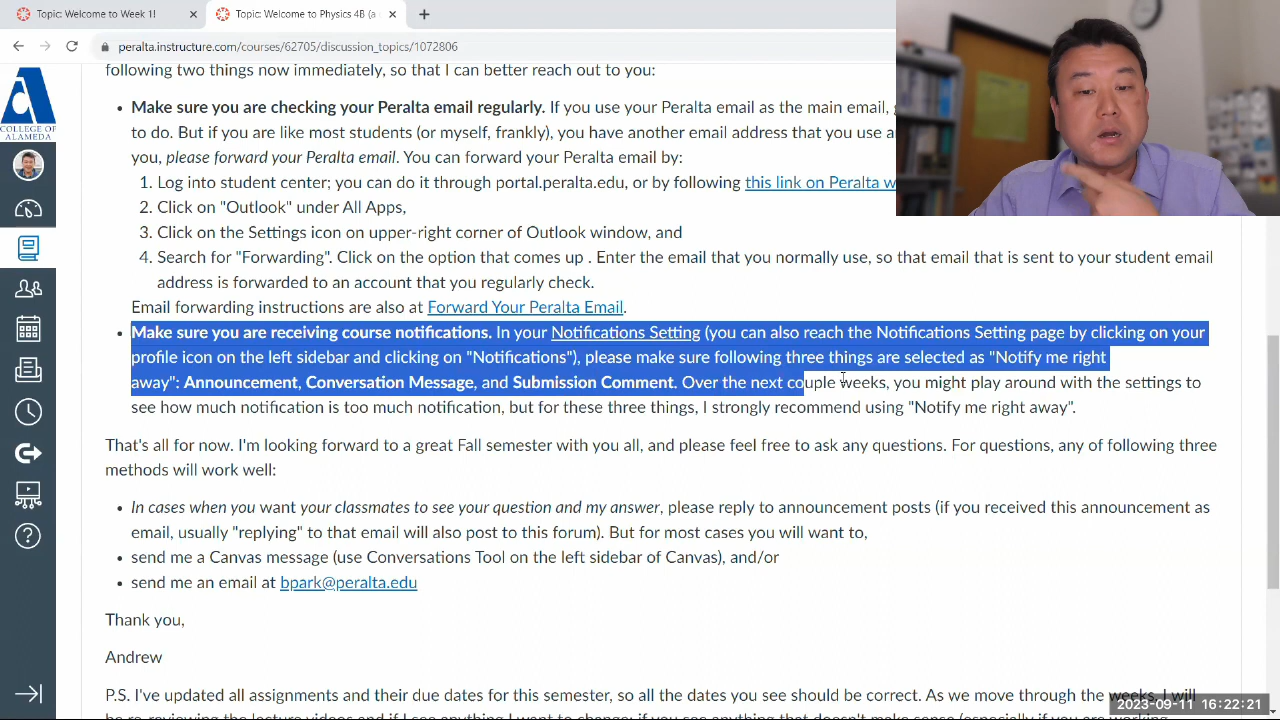 Topic: Welcome to Week 1!
Topic: Welcome to Physics 4B (a
peralta.instructure.com/courses/62705/discussion_topics/1072806
COLLEGE OF
ALAMEDA
following two things now immediately, so that I can better reach out to you:
Make sure you are checking your Peralta email regularly. If you use your Peralta email as the main email,
to do. But if you are like most students (or myself, frankly), you have another email address that you use a
you, please forward your Peralta email. You can forward your Peralta email by:
1. Log into student center; you can do it through portal.peralta.edu, or by following this link on Peralta w
2. Click on "Outlook" under All Apps,
3. Click on the Settings icon on upper-right corner of Outlook window, and
4. Search for "Forwarding". Click on the option that comes up . Enter the email that you normally use, so that email that is sent to your student email
address is forwarded to an account that you regularly check.
Email forwarding instructions are also at Forward Your Peralta Email.
Make sure you are receiving course notifications. In your Notifications Setting (you can also reach the Notifications Setting page by clicking on your
profile icon on the left sidebar and clicking on "Notifications"), please make sure following three things are selected as "Notify me right
away": Announcement, Conversation Message, and Submission Comment. Over the next couple weeks, you might play around with the settings to
see how much notification is too much notification, but for these three things, I strongly recommend using "Notify me right away".
That's all for now. I'm looking forward to a great Fall semester with you all, and please feel free to ask any questions. For questions, any of following three
methods will work well:
In cases when you want your classmates to see your question and my answer, please reply to announcement posts (if you received this announcement as
email, usually "replying" to that email will also post to this forum). But for most cases you will want to,
send me a Canvas message (use Conversations Tool on the left sidebar of Canvas), and/or
send me an email at bpark@peralta.edu
Thank you,
Andrew
P.S. I've updated all assignments and their due dates for this semester, so all the dates you see should be correct. As we move through the weeks, I will
2023-09-11 16:22:21